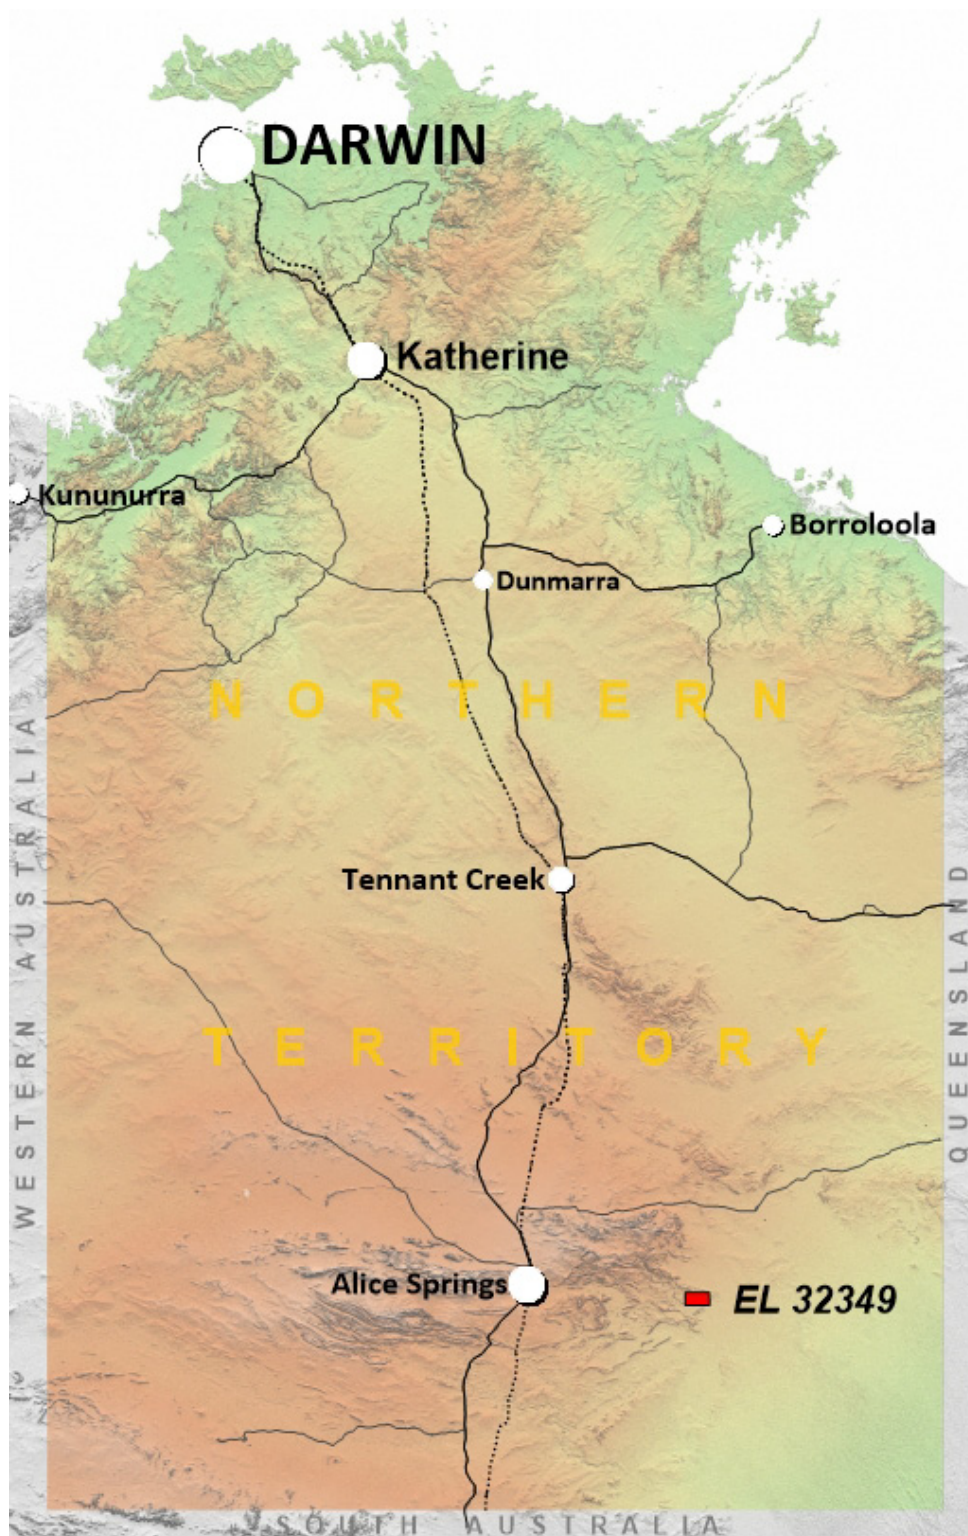 DARWIN
Katherine
Kununurra
Borroloola
Dunmarra
NORTHERN
WESTERN AUSTRALIA
Tennant Creek
QUEENSLAND
TERRITORY
Alice Springs
EL 32349
SOUTH AUSTRALIA